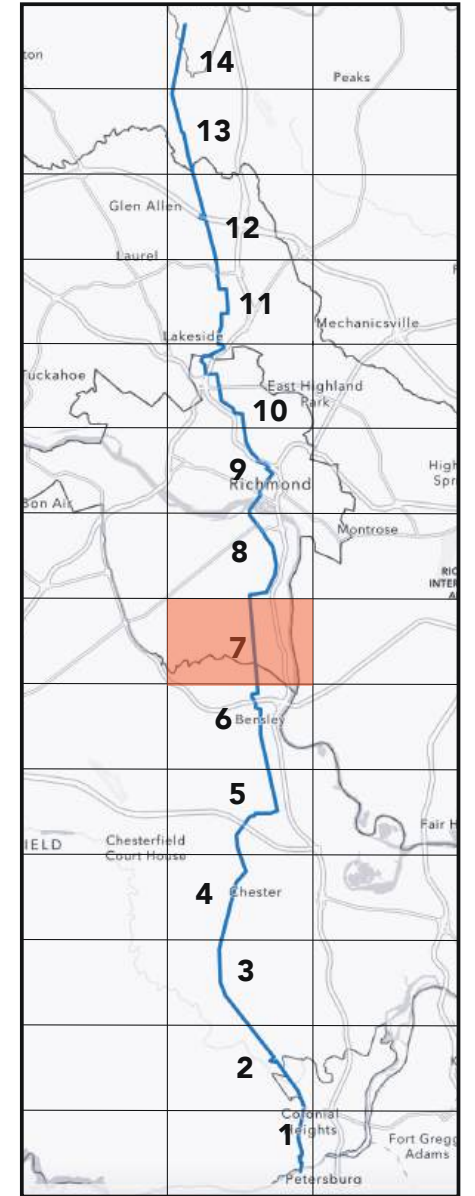 ton
14
Peaks
13
Glen Allen
12
Laurel
11
Mechanicsville
Lakeside
Tuckahoe
East Highland
Park
10
9
Richmond
High
Spr
Bon Air
Montrose
8
RIC
INTER
A
7
6
Bensley
5
Fair H
IELD
Chesterfield
Court House
4
Chester
3
2
Colonial
Heights
1
Fort Gregg
Adams
Petersburg